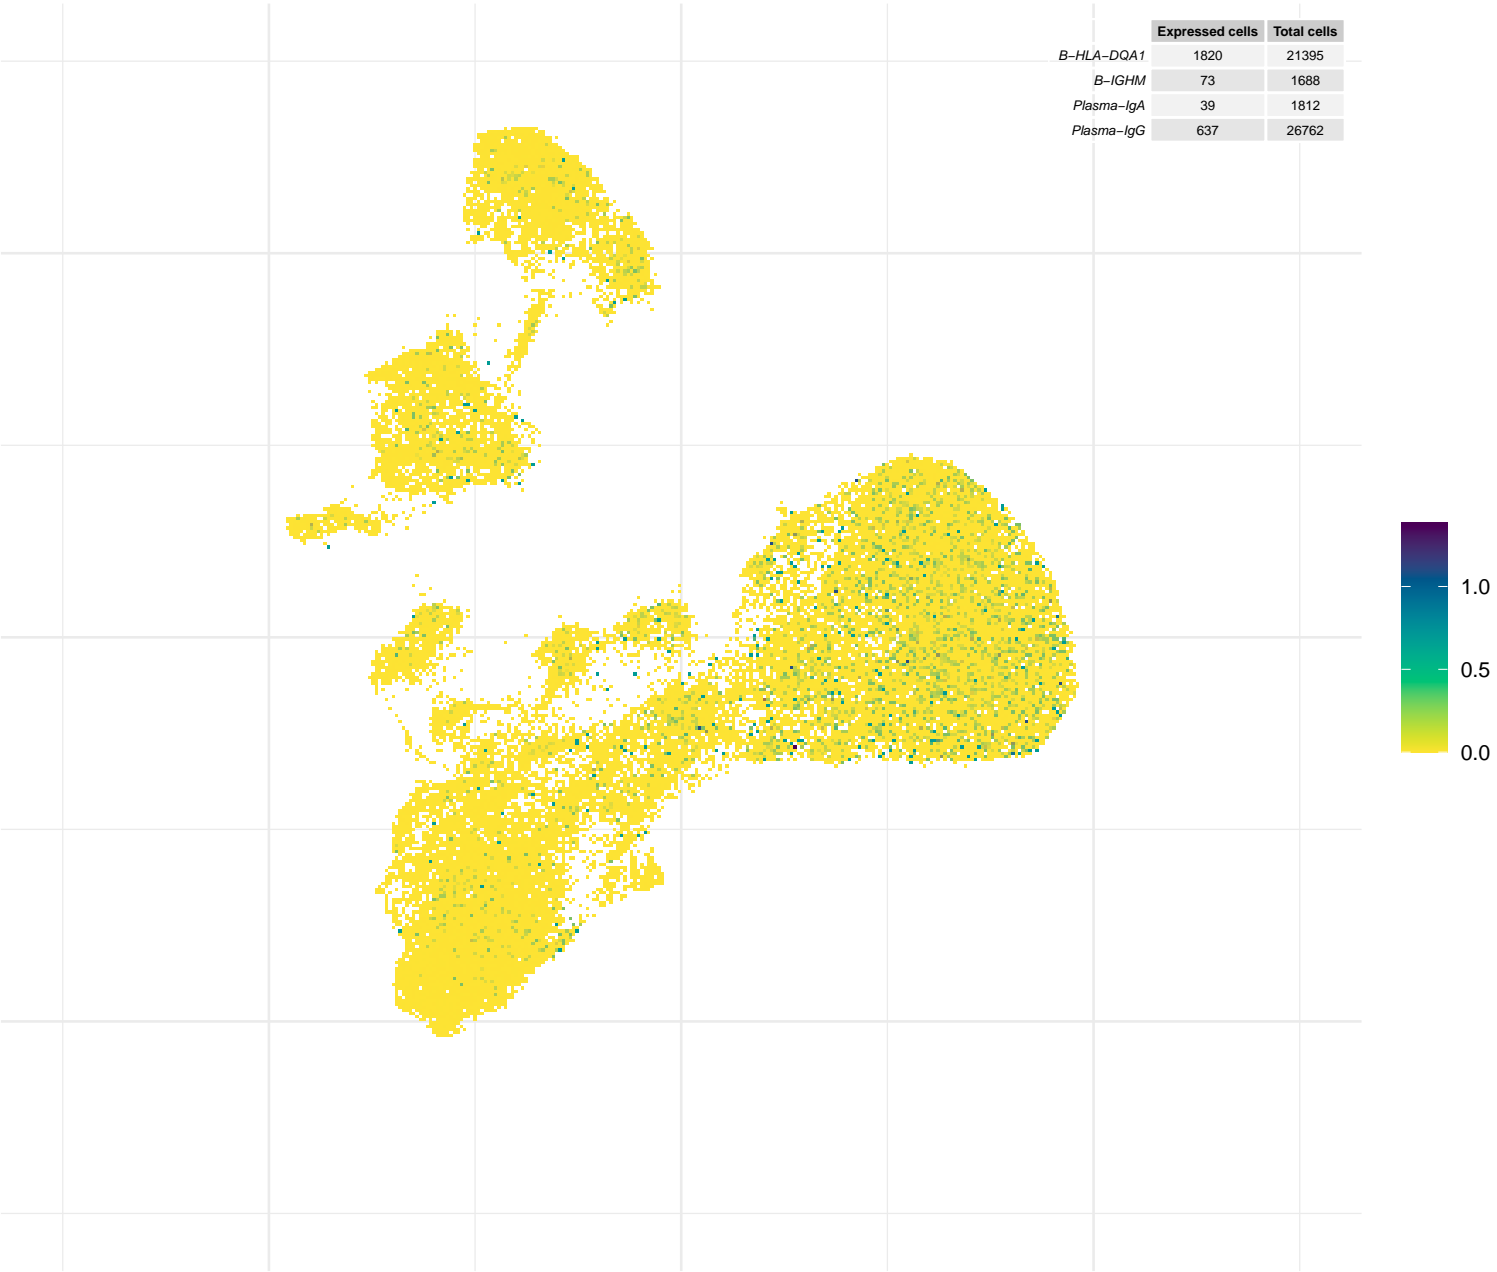 Expressed cells Total cells
B−HLA−DQA1 1820 21395
B−IGHM 73 1688
Plasma−IgA 39 1812
Plasma−IgG 637 26762
1.0
0.5
0.0